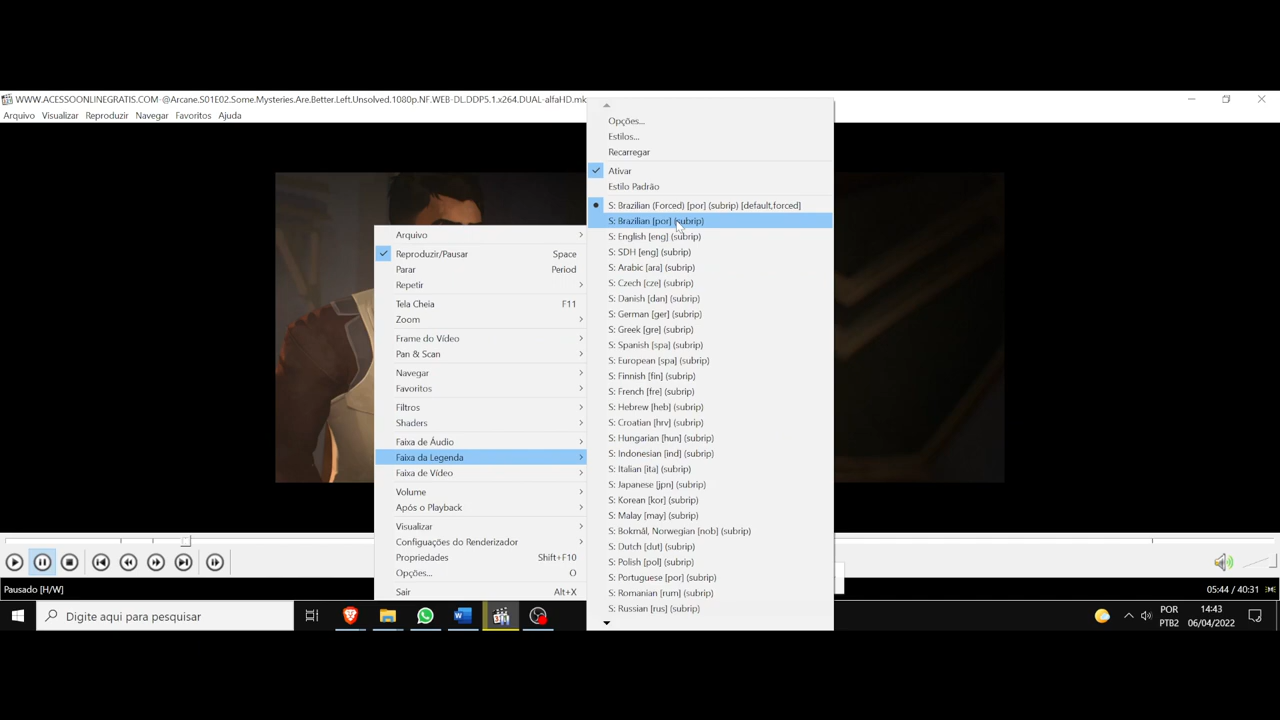 WWW.ACESSOONLINEGRATIS.COM-@Arcane.S01E02.Some.Mysteries.Are.Better.Left.Unsolved.1080p.NF.WEB-DL.DDP5.1.x264.DUAL-alfaHD.mk
Arquivo Visualizar Reproduzir Navegar Favoritos Ajuda
Opções...
Estilos...
Recarregar
Ativar
Estilo Padrão
S: Brazilian (Forced) [por] (subrip) [default,forced]
S: Brazilian [por] (subrip)
S: English [eng] (subrip)
S: SDH [eng] (subrip)
S: Arabic [ara] (subrip)
S: Czech [cze] (subrip)
S: Danish [dan] (subrip)
S: German [ger] (subrip)
S: Greek [gre] (subrip)
S: Spanish [spa] (subrip)
S: European [spa] (subrip)
S: Finnish [fin] (subrip)
S: French [fre] (subrip)
S: Hebrew [heb] (subrip)
S: Croatian [hrv] (subrip)
S: Hungarian [hun] (subrip)
S: Indonesian [ind] (subrip)
S: Italian [ita] (subrip)
S: Japanese [jpn] (subrip)
S: Korean [kor] (subrip)
S: Malay [may] (subrip)
S: Bokmål, Norwegian [nob] (subrip)
S: Dutch [dut] (subrip)
S: Polish [pol] (subrip)
S: Portuguese [por] (subrip)
S: Romanian [rum] (subrip)
S: Russian [rus] (subrip)
Arquivo
Reproduzir/Pausar Space
Parar Period
Repetir
Tela Cheia F11
Zoom
Frame do Vídeo
Pan & Scan
Navegar
Favoritos
Filtros
Shaders
Faixa de Áudio
Faixa da Legenda
Faixa de Vídeo
Volume
Após o Playback
Visualizar
Configurações do Renderizador
Propriedades Shift+F10
Opções... O
Sair Alt+X
Pausado [H/W] 05:44 / 40:31
Digite aqui para pesquisar
POR
PTB2
14:43
06/04/2022